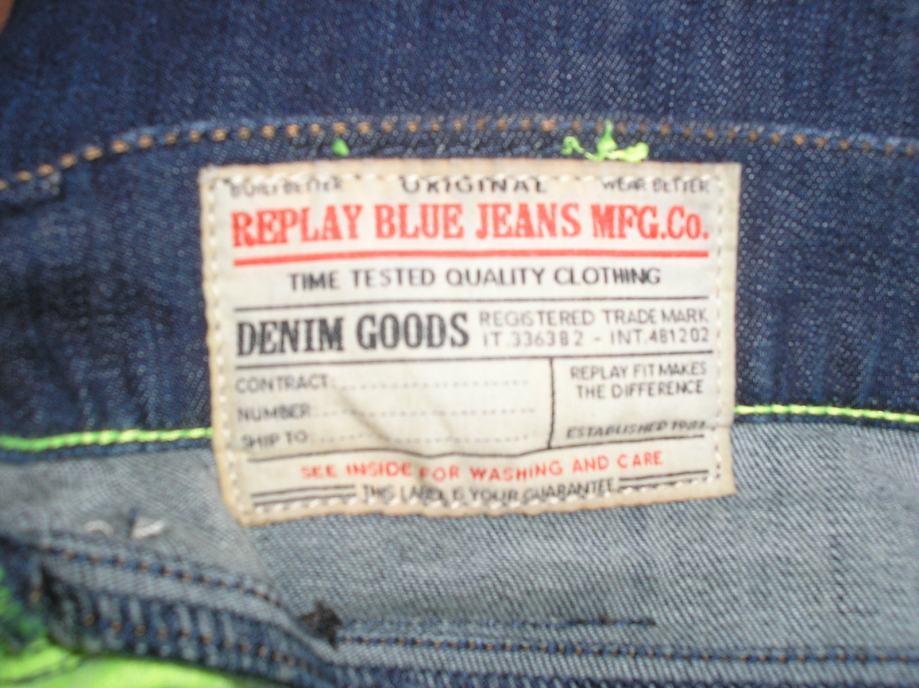 BUILT BETTER ORIGINAL WEAR BETTER
REPLAY BLUE JEANS MFG.Co.
TIME TESTED QUALITY CLOTHING
DENIM GOODS
REGISTERED TRADE MARK
IT.336382 - INT.481202
CONTRACT:
NUMBER:
SHIP TO:
REPLAY FIT MAKES
THE DIFFERENCE
ESTABLISHED 1981
SEE INSIDE FOR WASHING AND CARE
THIS LABEL IS YOUR GUARANTEE